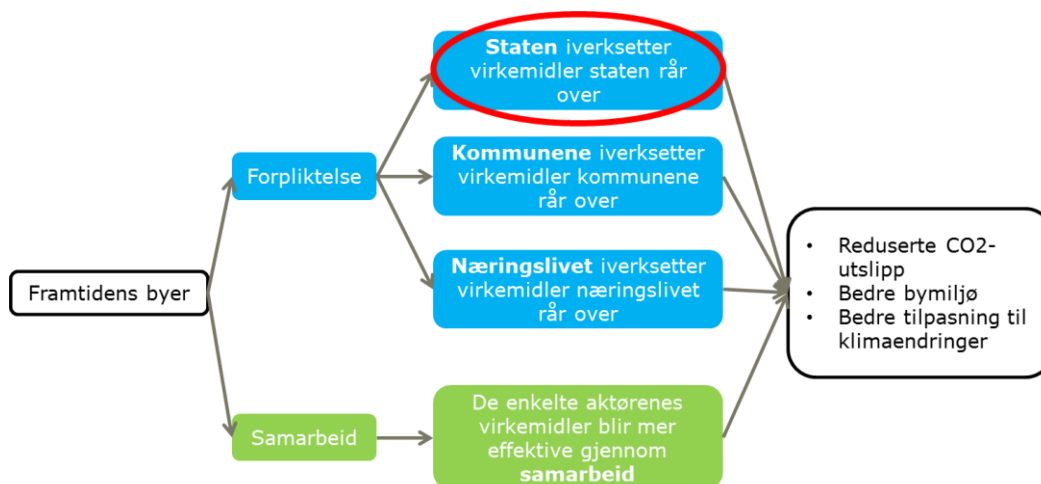 Framtidens byer
Forpliktelse
Samarbeid
Staten iverksetter
virkemidler staten rår
over
Kommunene iverksetter
virkemidler kommunene
rår over
Næringslivet iverksetter
virkemidler næringslivet
rår over
De enkelte aktørenes
virkemidler blir mer
effektive gjennom
samarbeid
• Reduserte CO2-
utslipp
• Bedre bymiljø
• Bedre tilpasning til
klimaendringer